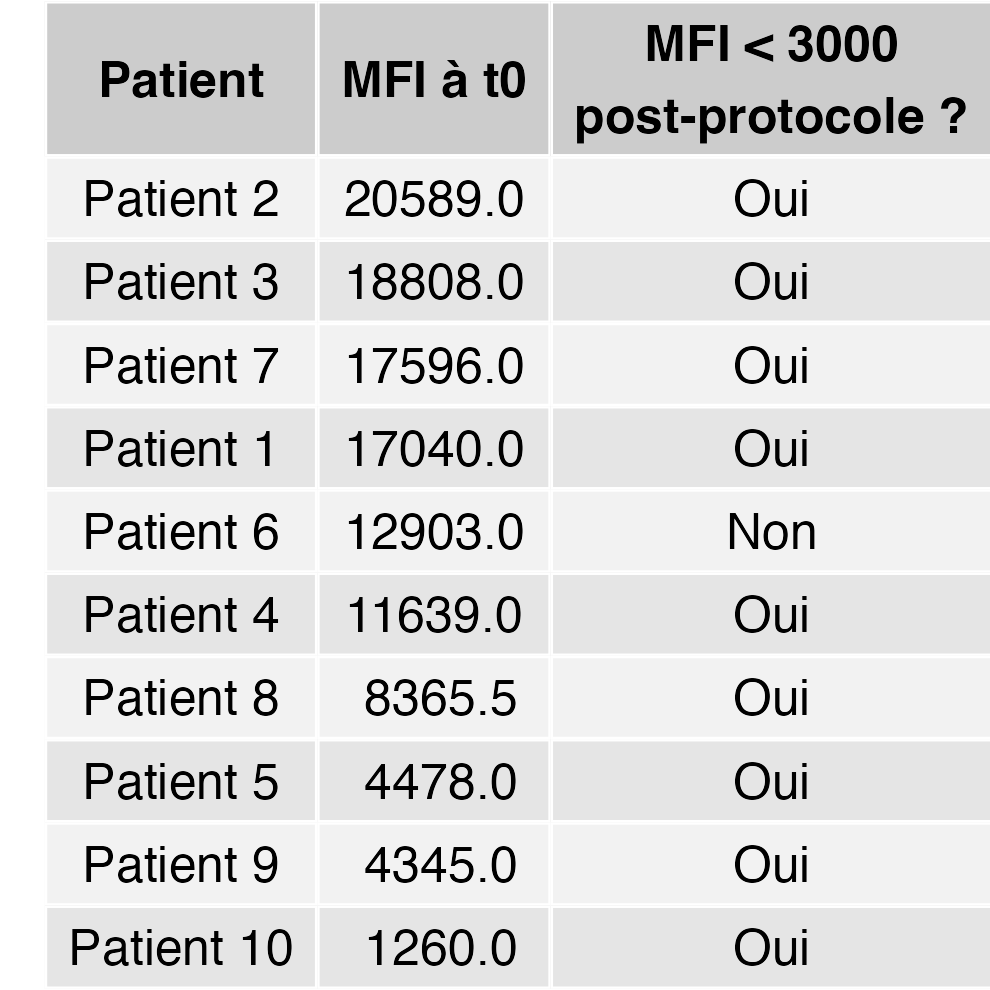 Patient MFI à t0 MFI < 3000 post-protocole ?
Patient 2 20589.0 Oui
Patient 3 18808.0 Oui
Patient 7 17596.0 Oui
Patient 1 17040.0 Oui
Patient 6 12903.0 Non
Patient 4 11639.0 Oui
Patient 8 8365.5 Oui
Patient 5 4478.0 Oui
Patient 9 4345.0 Oui
Patient 10 1260.0 Oui